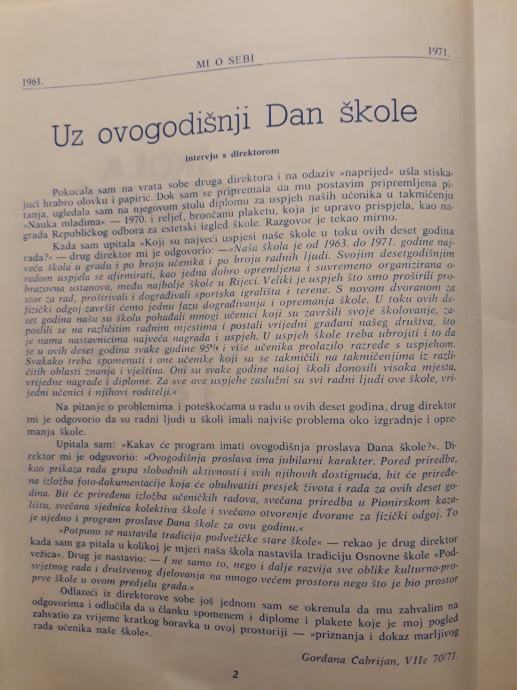 1961.
MI O SEBI
1971.
Uz ovogodišnji Dan škole
intervju s direktorom
Pokucala sam na vrata sobe druga direktora i na odaziv »naprijed« ušla stiska-
jući hrabro olovku i papirić. Dok sam se pripremala da mu postavim pripremljena pi-
tanja, ugledala sam na njegovom stolu diplomu za uspjeh naših učenika u takmičenju
»Nauka mladima« — 1970. i reljef, brončanu plaketu, koja je upravo prispjela, kao na-
grada Republičkog odbora za estetski izgled škole. Razgovor je tekao mirno.
Kada sam upitala »Koji su najveći uspjesi naše škole u toku ovih deset godina
rada?« — drug direktor mi je odgovorio: —»Naša škola je od 1963. do 1971. godine naj-
veća škola u gradu i po broju učenika i po broju radnih ljudi. Svojim desetgodišnjim
radom uspjela se afirmirati, kao jedna dobro opremljena i suvremeno organizirana o-
brazovna ustanova, među najbolje škole u Rijeci. Veliki je uspjeh što smo proširili pro-
stor za rad, proširivali i dograđivali sportska igrališta i terene. S novom dvoranom za
fizički odgoj završit ćemo jednu fazu dograđivanja i opremanja škole. U toku ovih de-
set godina našu su školu pohađali mnogi učenici koji su završili svoje školovanje, za-
poslili se na različitim radnim mjestima i postali vrijedni građani našeg društva, što
je nama nastavnicima najveća nagrada i uspjeh. U uspjeh škole treba ubrojiti i to da
je u ovih deset godina svake godine 95% i više učenika prolazilo razrede s uspjehom.
Svakako treba spomenuti i one učenike koji su se takmičili na takmičenjima iz razli-
čitih oblasti znanja i vještina. Oni su svake godine našoj školi donosili visoka mjesta,
vrijedne nagrade i diplome. Za sve ove uspjehe zaslužni su svi radni ljudi ove škole, vri-
jedni učenici i njihovi roditelji.«
Na pitanje o problemima i poteškoćama u radu u ovih deset godina, drug direktor
mi je odgovorio da su radni ljudi u školi imali najviše problema oko izgradnje i opre-
manja škole.
Upitala sam: »Kakav će program imati ovogodišnja proslava Dana škole?«. Di-
rektor mi je odgovorio: »Ovogodišnja proslava ima jubilarni karakter. Pored priredbe,
kao prikaza rada grupa slobodnih aktivnosti i svih njihovih dostignuća, bit će priređe-
na izložba foto-dokumentacije koja će obuhvatiti presjek života i rada za ovih deset go-
dina. Bit će priređena izložba učeničkih radova, svečana priredba u Pionirskom kaza-
lištu, svečana sjednica kolektiva škole i svečano otvorenje dvorane za fizički odgoj. To
je ujedno i program proslave Dana škole za ovu godinu.«
»Potpuno se nastavila tradicija podvežičke stare škole« — rekao je drug direktor
kada sam ga pitala u kolikoj je mjeri naša škola nastavila tradiciju Osnovne škole »Pod-
vežica«. Drug je nastavio: — I ne samo to, nego i dalje razvija sve oblike kulturno-pro-
svjetnog rada i društvenog djelovanja na mnogo većem prostoru nego što je bio prostor
prve škole u ovom predjelu grada.«
Odlazeći iz direktorove sobe još jednom sam se okrenula da mu zahvalim na
odgovorima i odlučila da u članku spomenem i diplome i plakete koje je moj pogled
zahvatio za vrijeme kratkog boravka u ovoj prostoriji — »priznanja i dokaz marljivog
rada učenika naše škole«.
Gordana Čabrijan, VIIe 70/71.
2